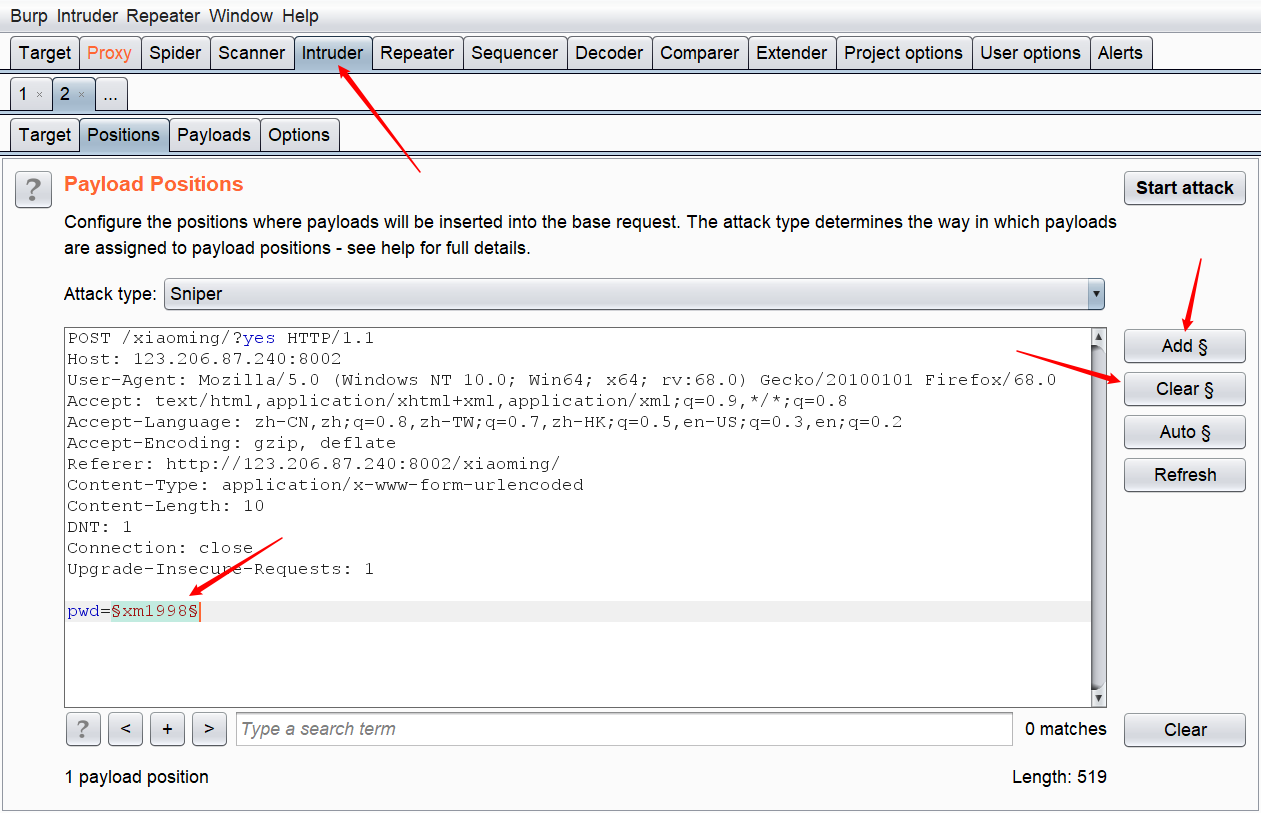 Burp Intruder Repeater Window Help
Target Proxy Spider Scanner Intruder Repeater Sequencer Decoder Comparer Extender Project options User options Alerts
1 × 2 × ...
Target Positions Payloads Options
? Payload Positions
Start attack
Configure the positions where payloads will be inserted into the base request. The attack type determines the way in which payloads
are assigned to payload positions - see help for full details.
Attack type: Sniper
POST /xiaoming/?yes HTTP/1.1
Host: 123.206.87.240:8002
User-Agent: Mozilla/5.0 (Windows NT 10.0; Win64; x64; rv:68.0) Gecko/20100101 Firefox/68.0
Accept: text/html,application/xhtml+xml,application/xml;q=0.9,*/*;q=0.8
Accept-Language: zh-CN,zh;q=0.8,zh-TW;q=0.7,zh-HK;q=0.5,en-US;q=0.3,en;q=0.2
Accept-Encoding: gzip, deflate
Referer: http://123.206.87.240:8002/xiaoming/
Content-Type: application/x-www-form-urlencoded
Content-Length: 10
DNT: 1
Connection: close
Upgrade-Insecure-Requests: 1
pwd=§xm1998§
Add §
Clear §
Auto §
Refresh
? < + > Type a search term 0 matches Clear
1 payload position Length: 519